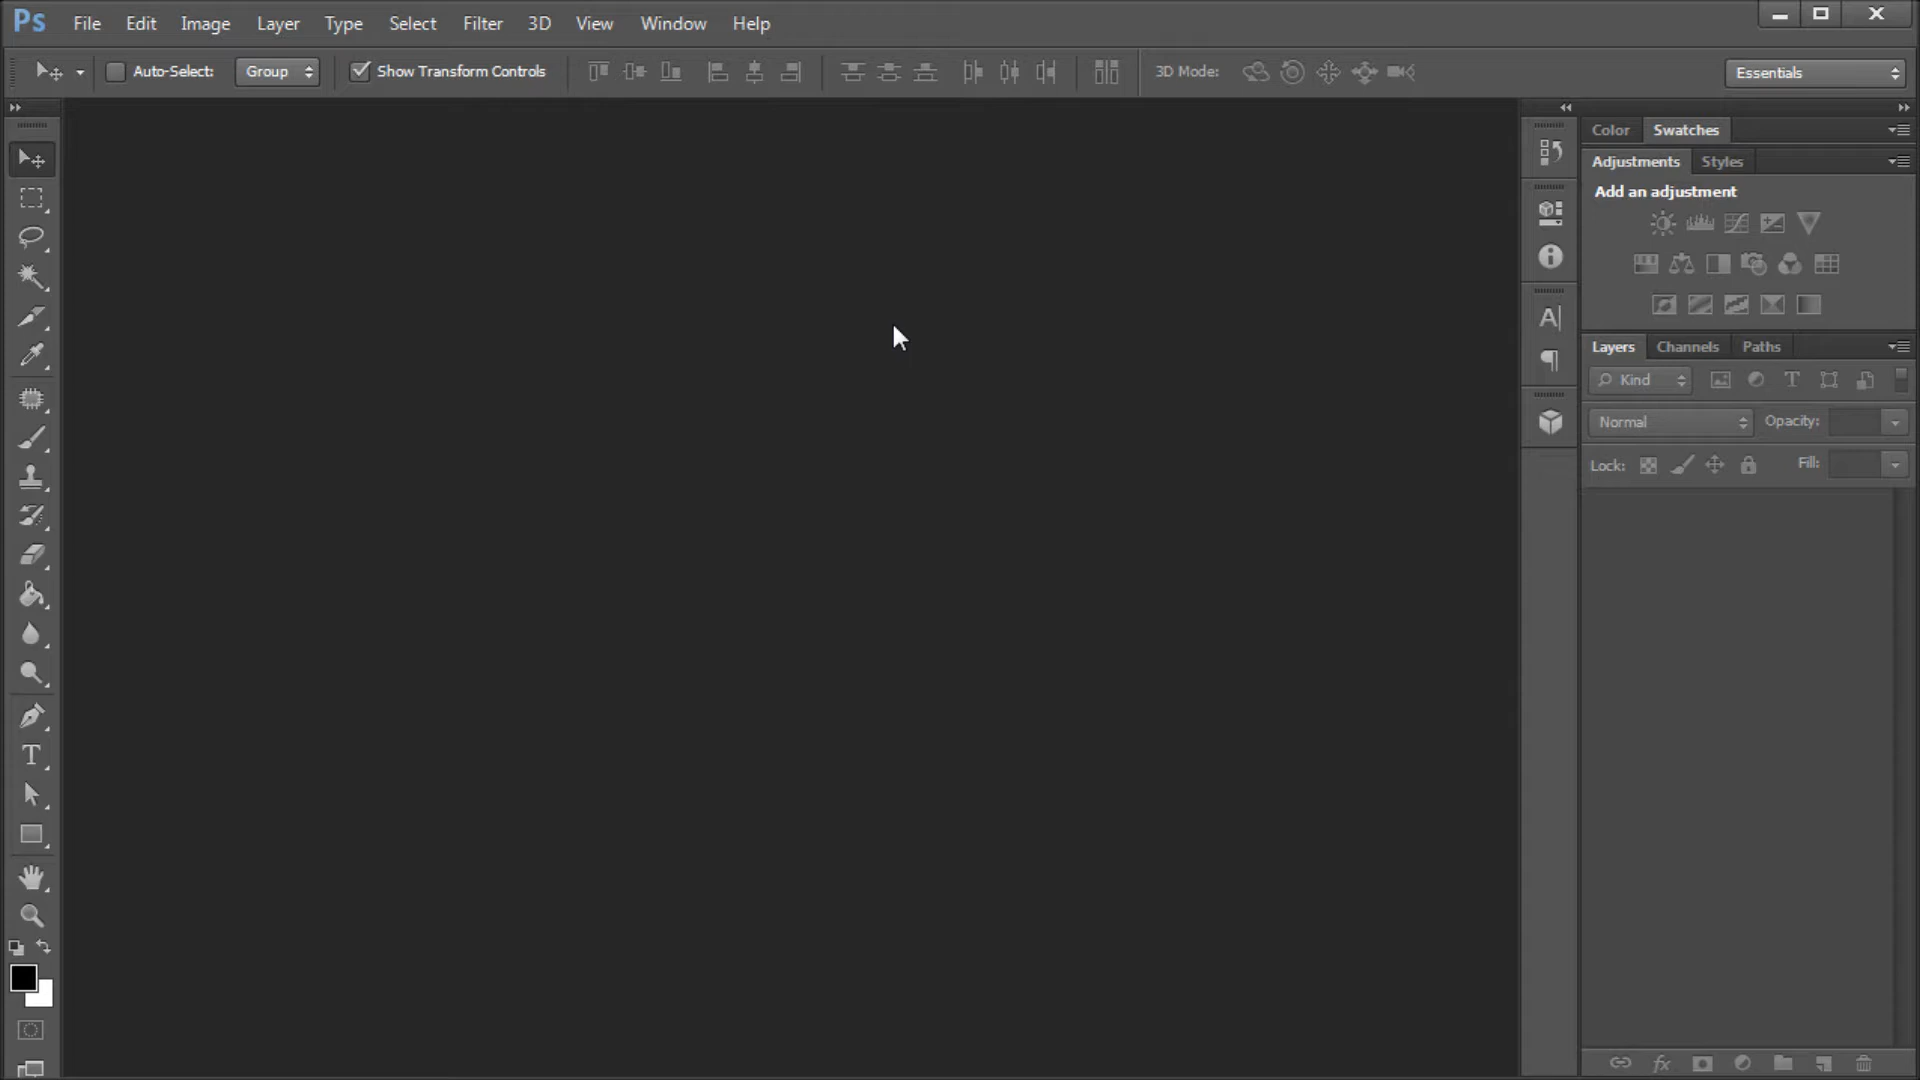 Ps File Edit Image Layer Type Select Filter 3D View Window Help
Auto-Select: Group Show Transform Controls 3D Mode: Essentials
Color Swatches
Adjustments Styles
Add an adjustment
Layers Channels Paths
Kind
Normal Opacity:
Lock: Fill: